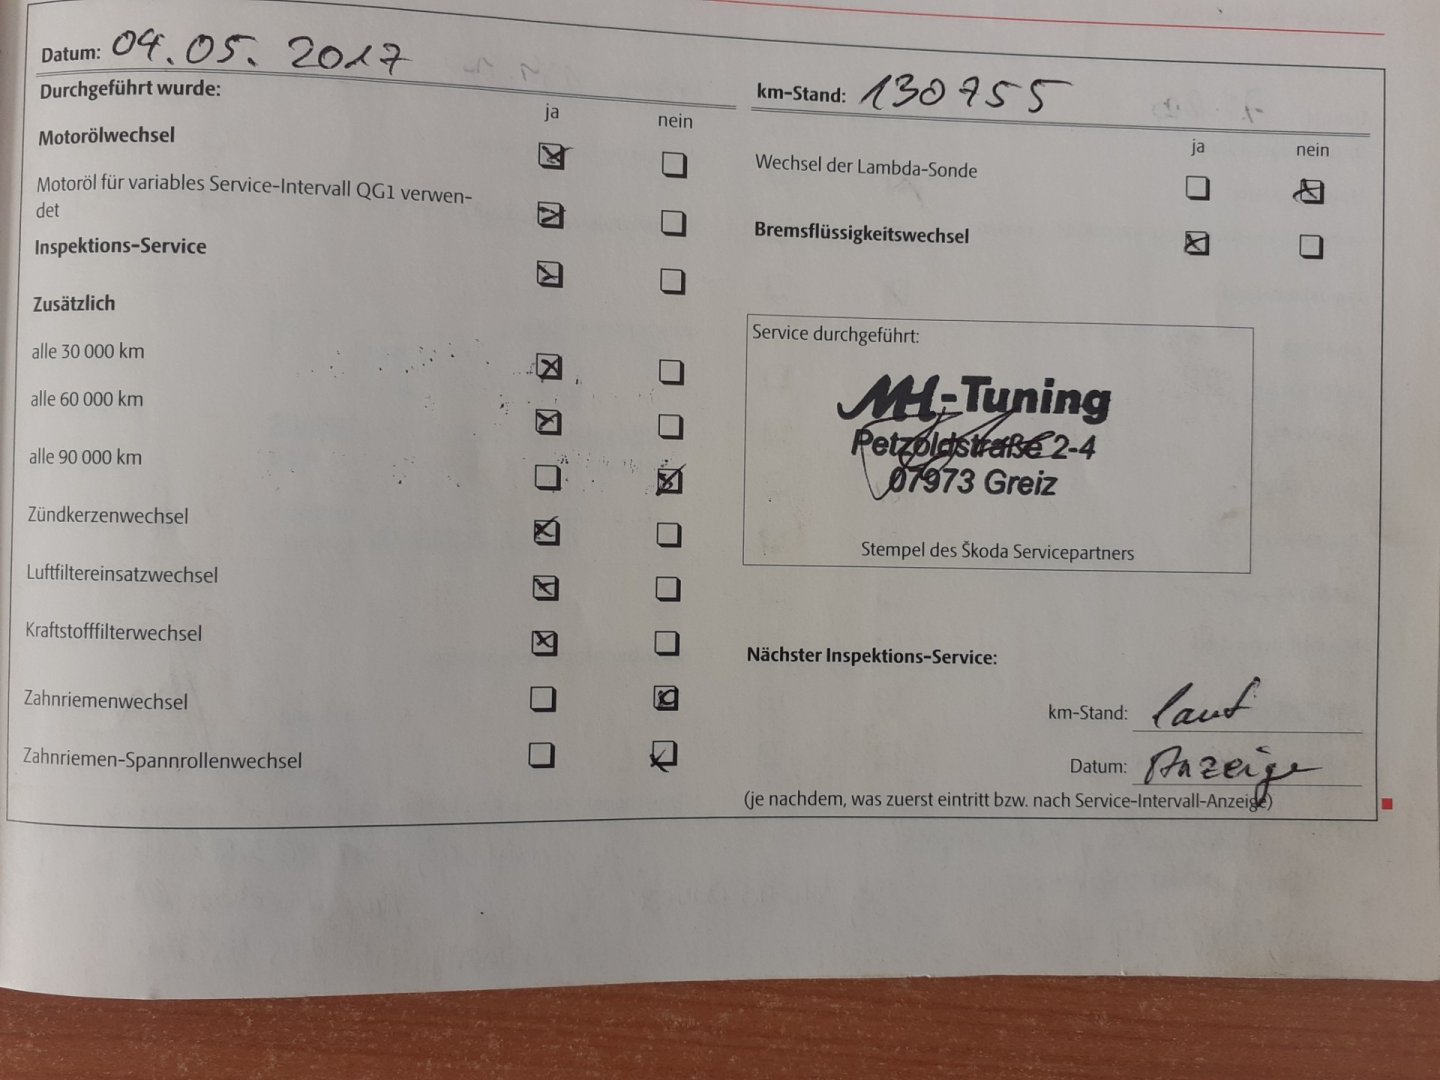 Datum: 04.05.2017
km-Stand: 130755
Durchgeführt wurde:
ja nein
ja nein
Motorölwechsel
Motoröl für variables Service-Intervall QG1 verwen-
det
Inspektions-Service
Zusätzlich
alle 30 000 km
alle 60 000 km
alle 90 000 km
Zündkerzenwechsel
Luftfiltereinsatzwechsel
Kraftstofffilterwechsel
Zahnriemenwechsel
Zahnriemen-Spannrollenwechsel
Wechsel der Lambda-Sonde
Bremsflüssigkeitswechsel
Service durchgeführt:
MH-Tuning
Petzoldstraße 2-4
07973 Greiz
Stempel des Škoda Servicepartners
Nächster Inspektions-Service:
km-Stand: laut
Datum: Anzeige
(je nachdem, was zuerst eintritt bzw. nach Service-Intervall-Anzeige)